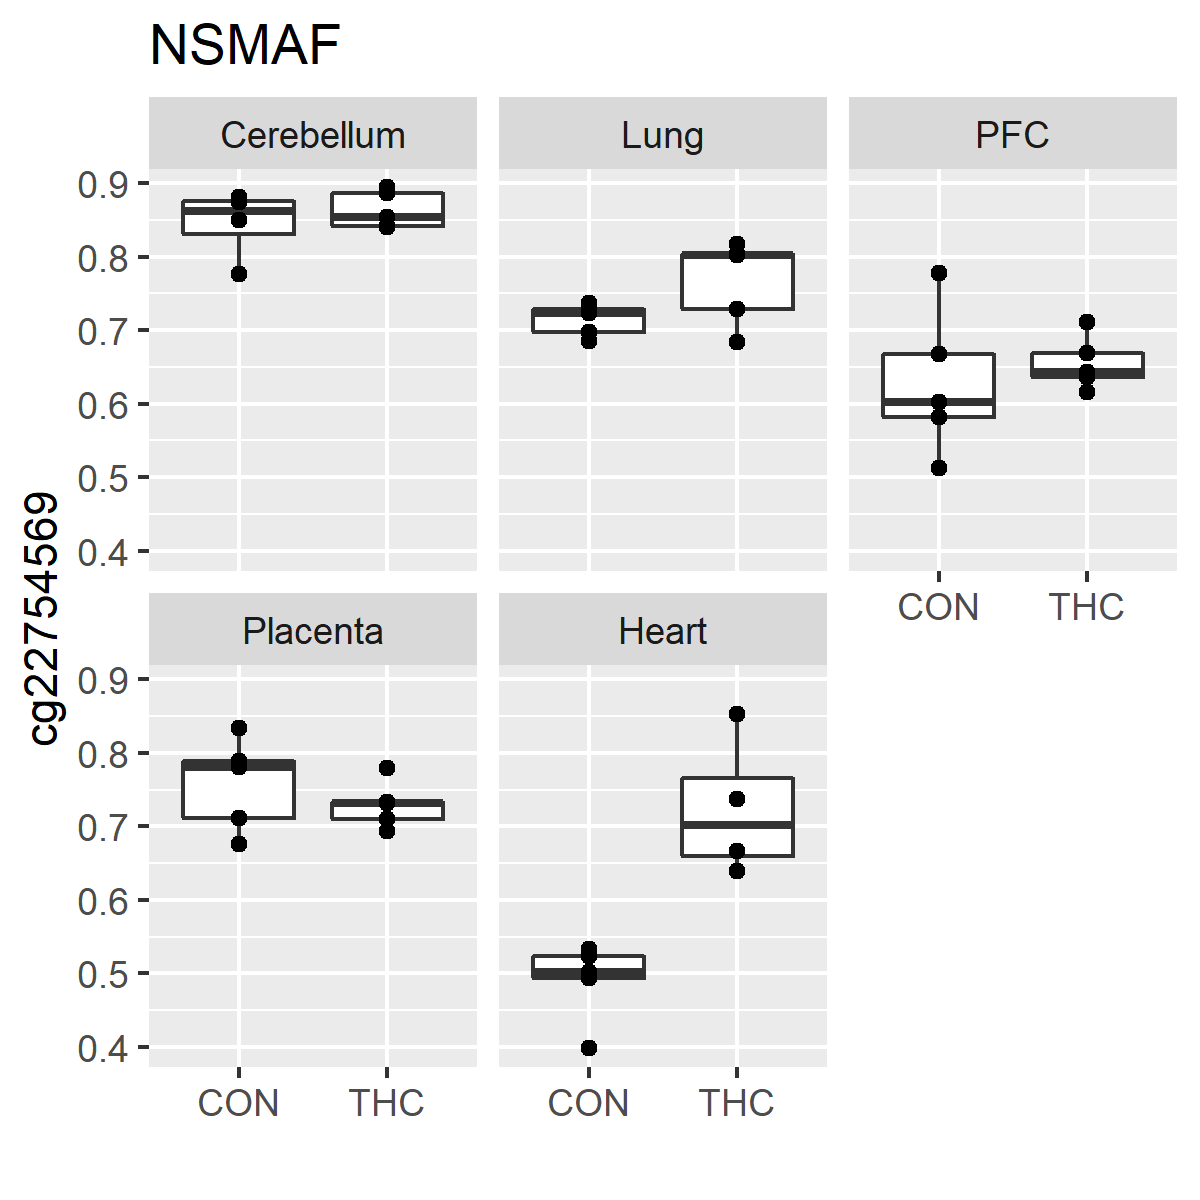 NSMAF
Cerebellum
Lung
PFC
0.9
0.8
0.7
0.6
0.5
0.4
CON THC
cg22754569
Placenta
Heart
0.9
0.8
0.7
0.6
0.5
0.4
CON THC
CON THC